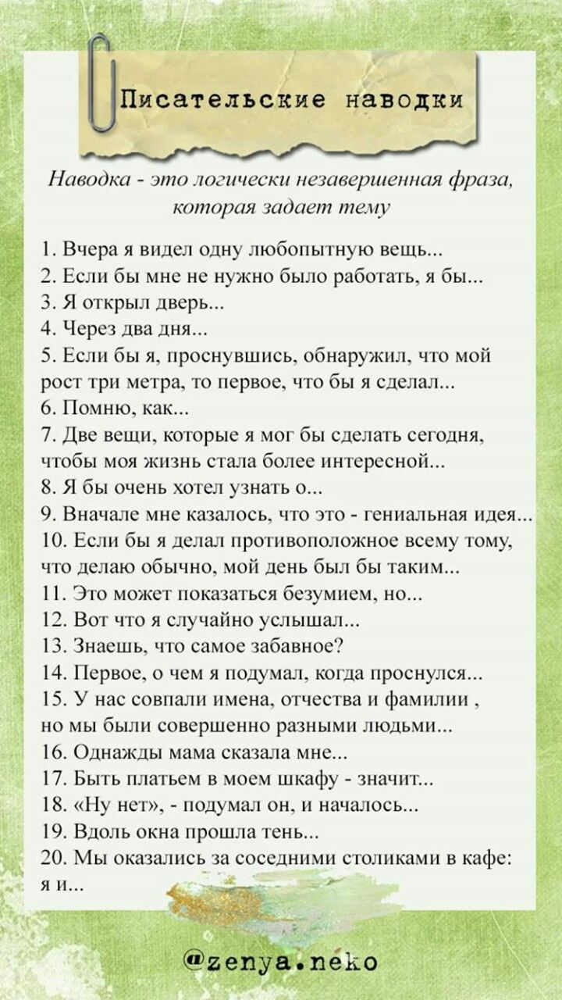 Писательские наводки
Наводка - это логически незавершенная фраза,
которая задает тему
1. Вчера я видел одну любопытную вещь...
2. Если бы мне не нужно было работать, я бы...
3. Я открыл дверь...
4. Через два дня...
5. Если бы я, проснувшись, обнаружил, что мой
рост три метра, то первое, что бы я сделал...
6. Помню, как...
7. Две вещи, которые я мог бы сделать сегодня,
чтобы моя жизнь стала более интересной...
8. Я бы очень хотел узнать о...
9. Вначале мне казалось, что это - гениальная идея...
10. Если бы я делал противоположное всему тому,
что делаю обычно, мой день был бы таким...
11. Это может показаться безумием, но...
12. Вот что я случайно услышал...
13. Знаешь, что самое забавное?
14. Первое, о чем я подумал, когда проснулся...
15. У нас совпали имена, отчества и фамилии ,
но мы были совершенно разными людьми...
16. Однажды мама сказала мне...
17. Быть платьем в моем шкафу - значит...
18. «Ну нет», - подумал он, и началось...
19. Вдоль окна прошла тень...
20. Мы оказались за соседними столиками в кафе:
я и...
@zenya.neko